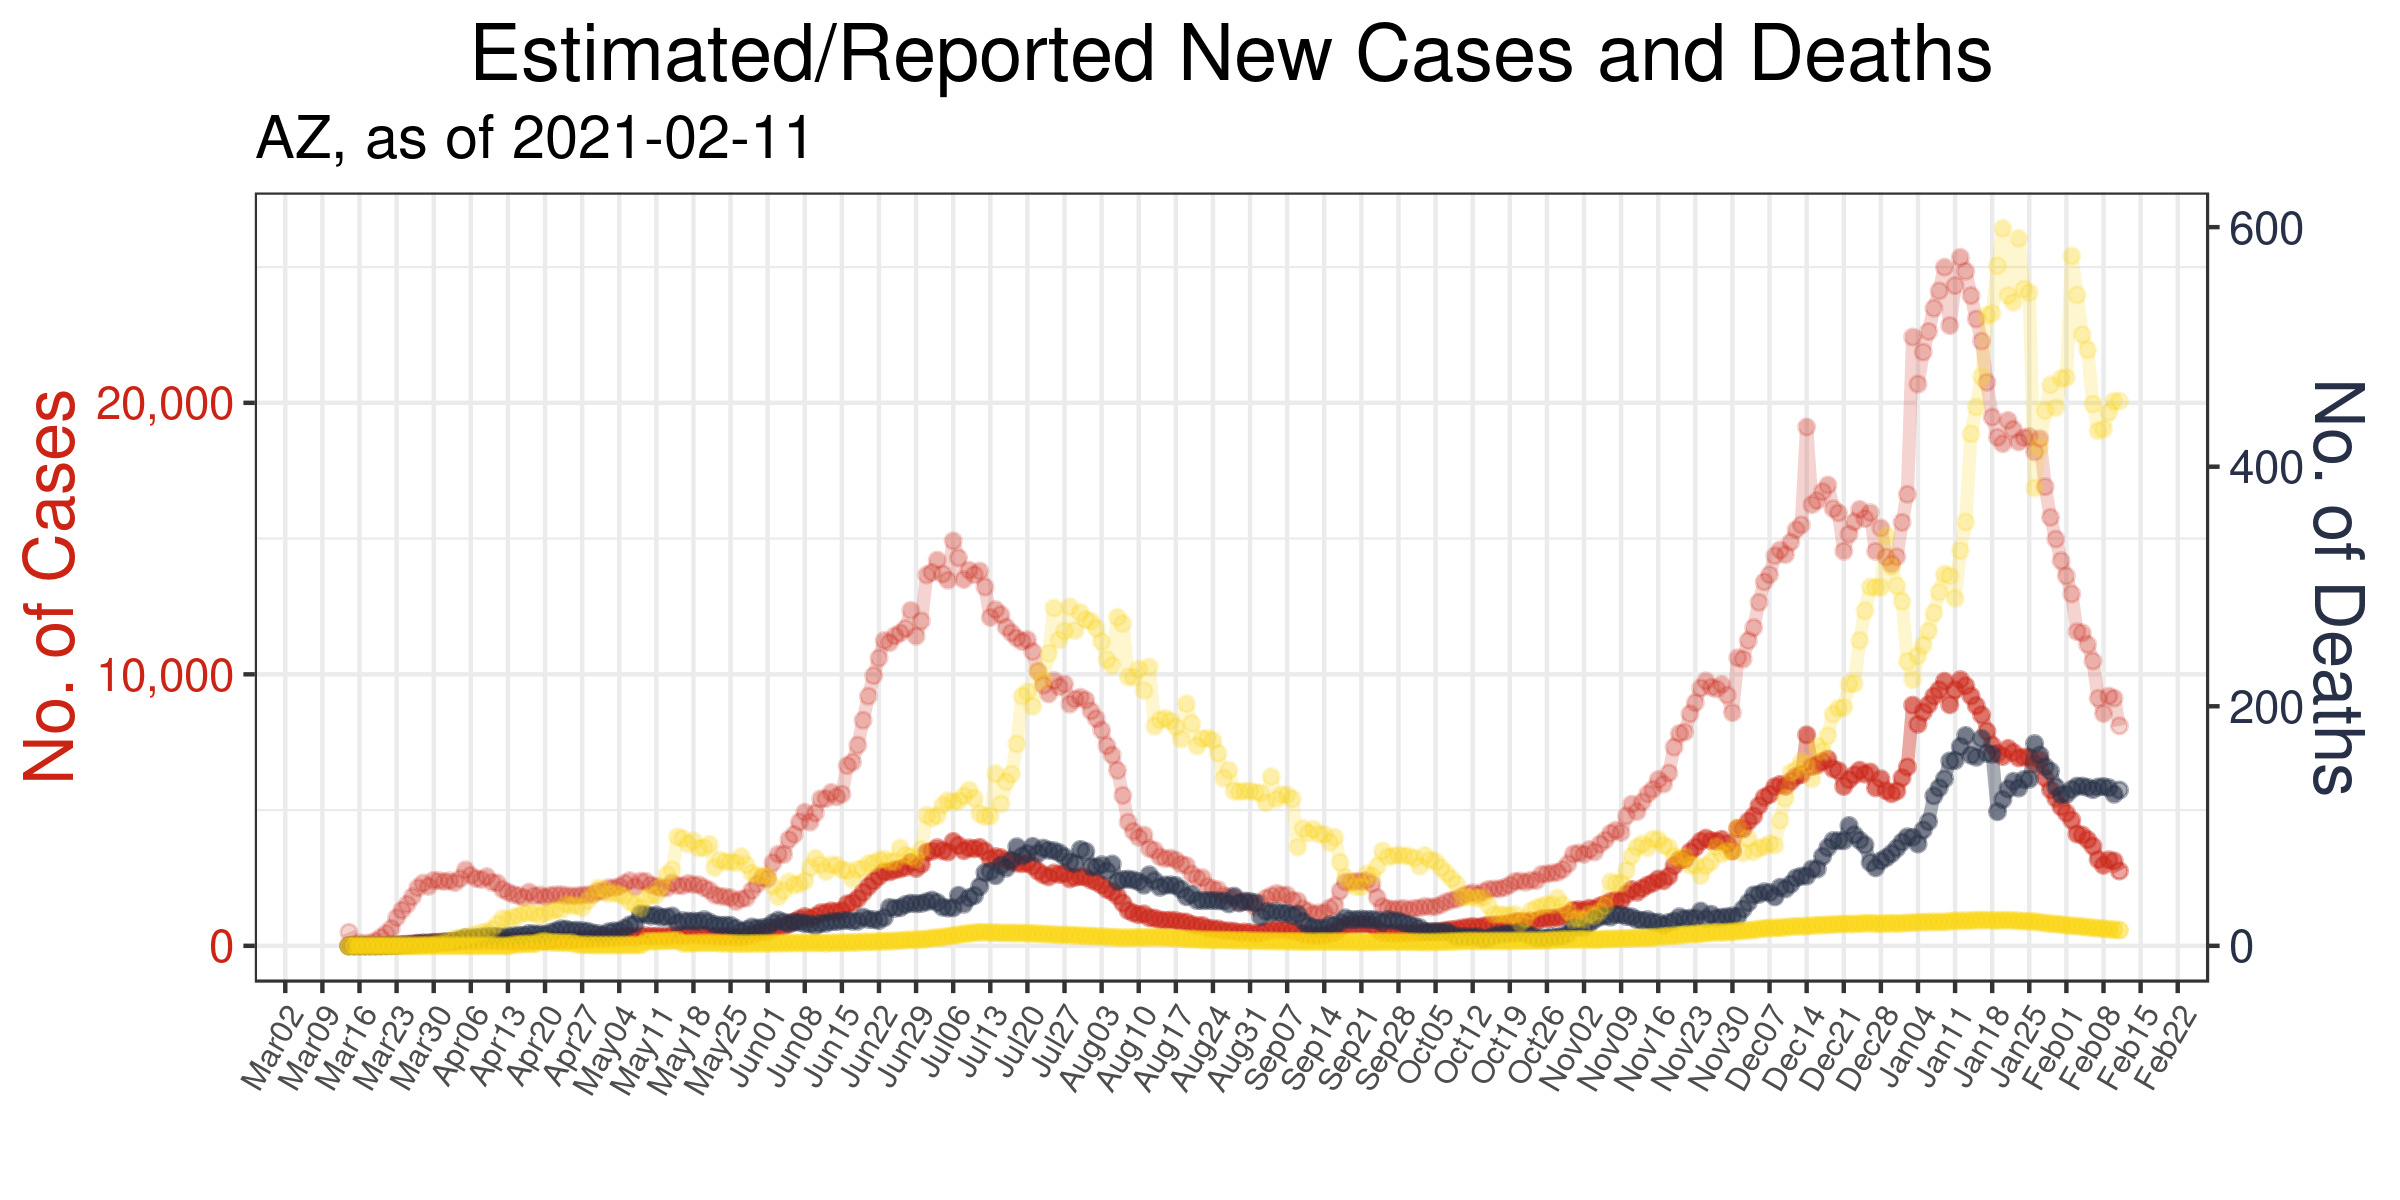 Estimated/Reported New Cases and Deaths
AZ, as of 2021-02-11
No. of Cases
20,000
10,000
0
600
400
200
0
No. of Deaths
Mar02 Mar09 Mar16 Mar23 Mar30 Apr06 Apr13 Apr20 Apr27 May04 May11 May18 May25 Jun01 Jun08 Jun15 Jun22 Jun29 Jul06 Jul13 Jul20 Jul27 Aug03 Aug10 Aug17 Aug24 Aug31 Sep07 Sep14 Sep21 Sep28 Oct05 Oct12 Oct19 Oct26 Nov02 Nov09 Nov16 Nov23 Nov30 Dec07 Dec14 Dec21 Dec28 Jan04 Jan11 Jan18 Jan25 Feb01 Feb08 Feb15 Feb22